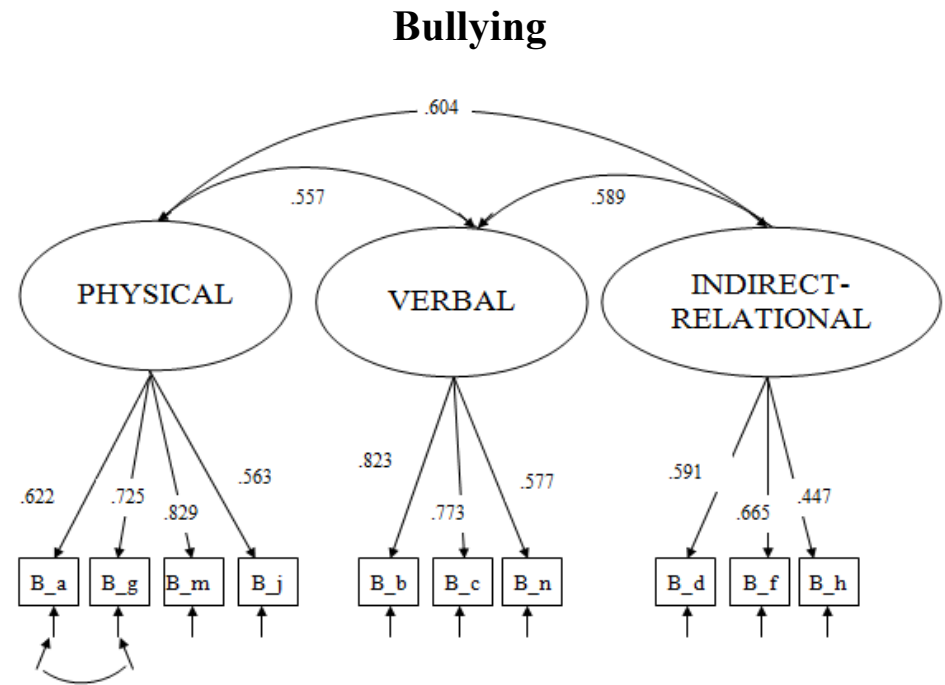 Bullying
.604
.557
.589
PHYSICAL
VERBAL
INDIRECT-
RELATIONAL
.622
.725
.829
.563
.823
.773
.577
.591
.665
.447
B_a
B_g
B_m
B_j
B_b
B_c
B_n
B_d
B_f
B_h